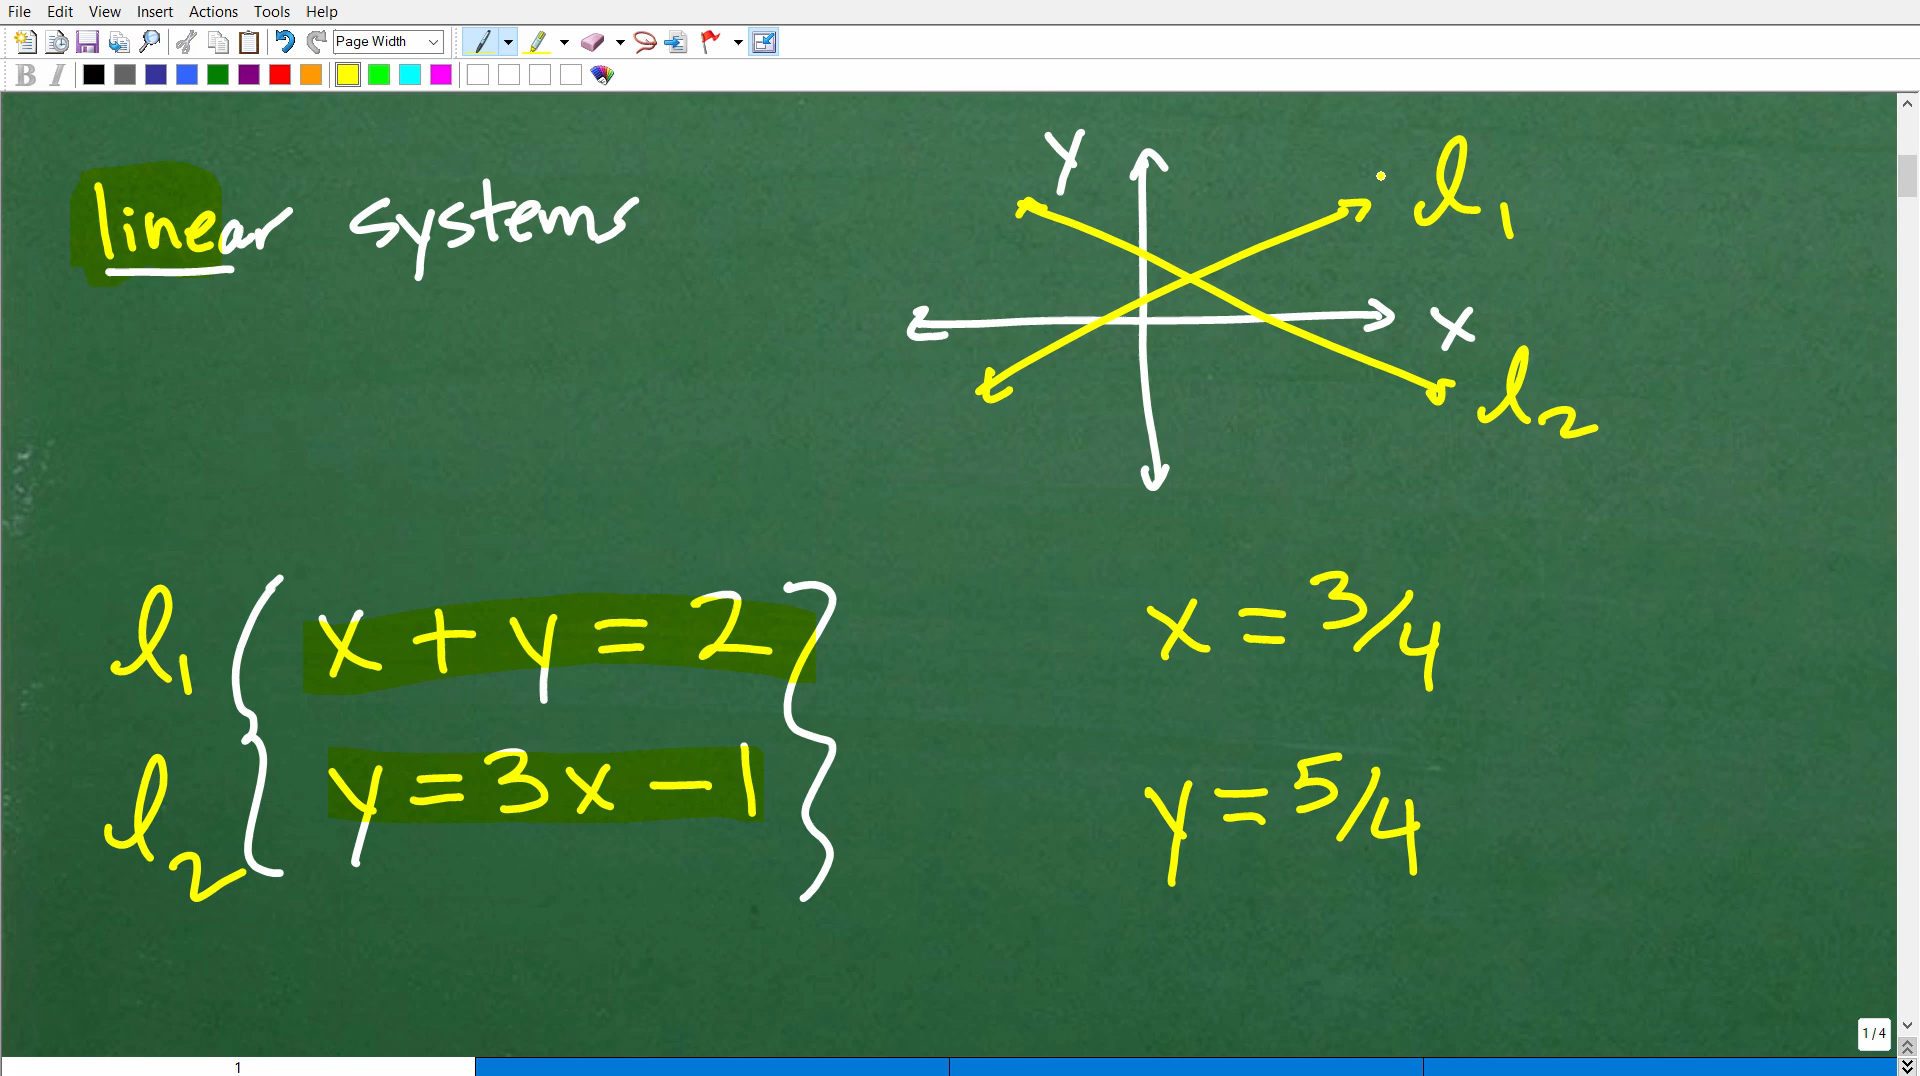 File Edit View Insert Actions Tools Help
Page Width
B I
linear systems
y
l1
x
l2
l1 { x + y = 2 }
l2 { y = 3x - 1 }
x = 3/4
y = 5/4
1 / 4
1